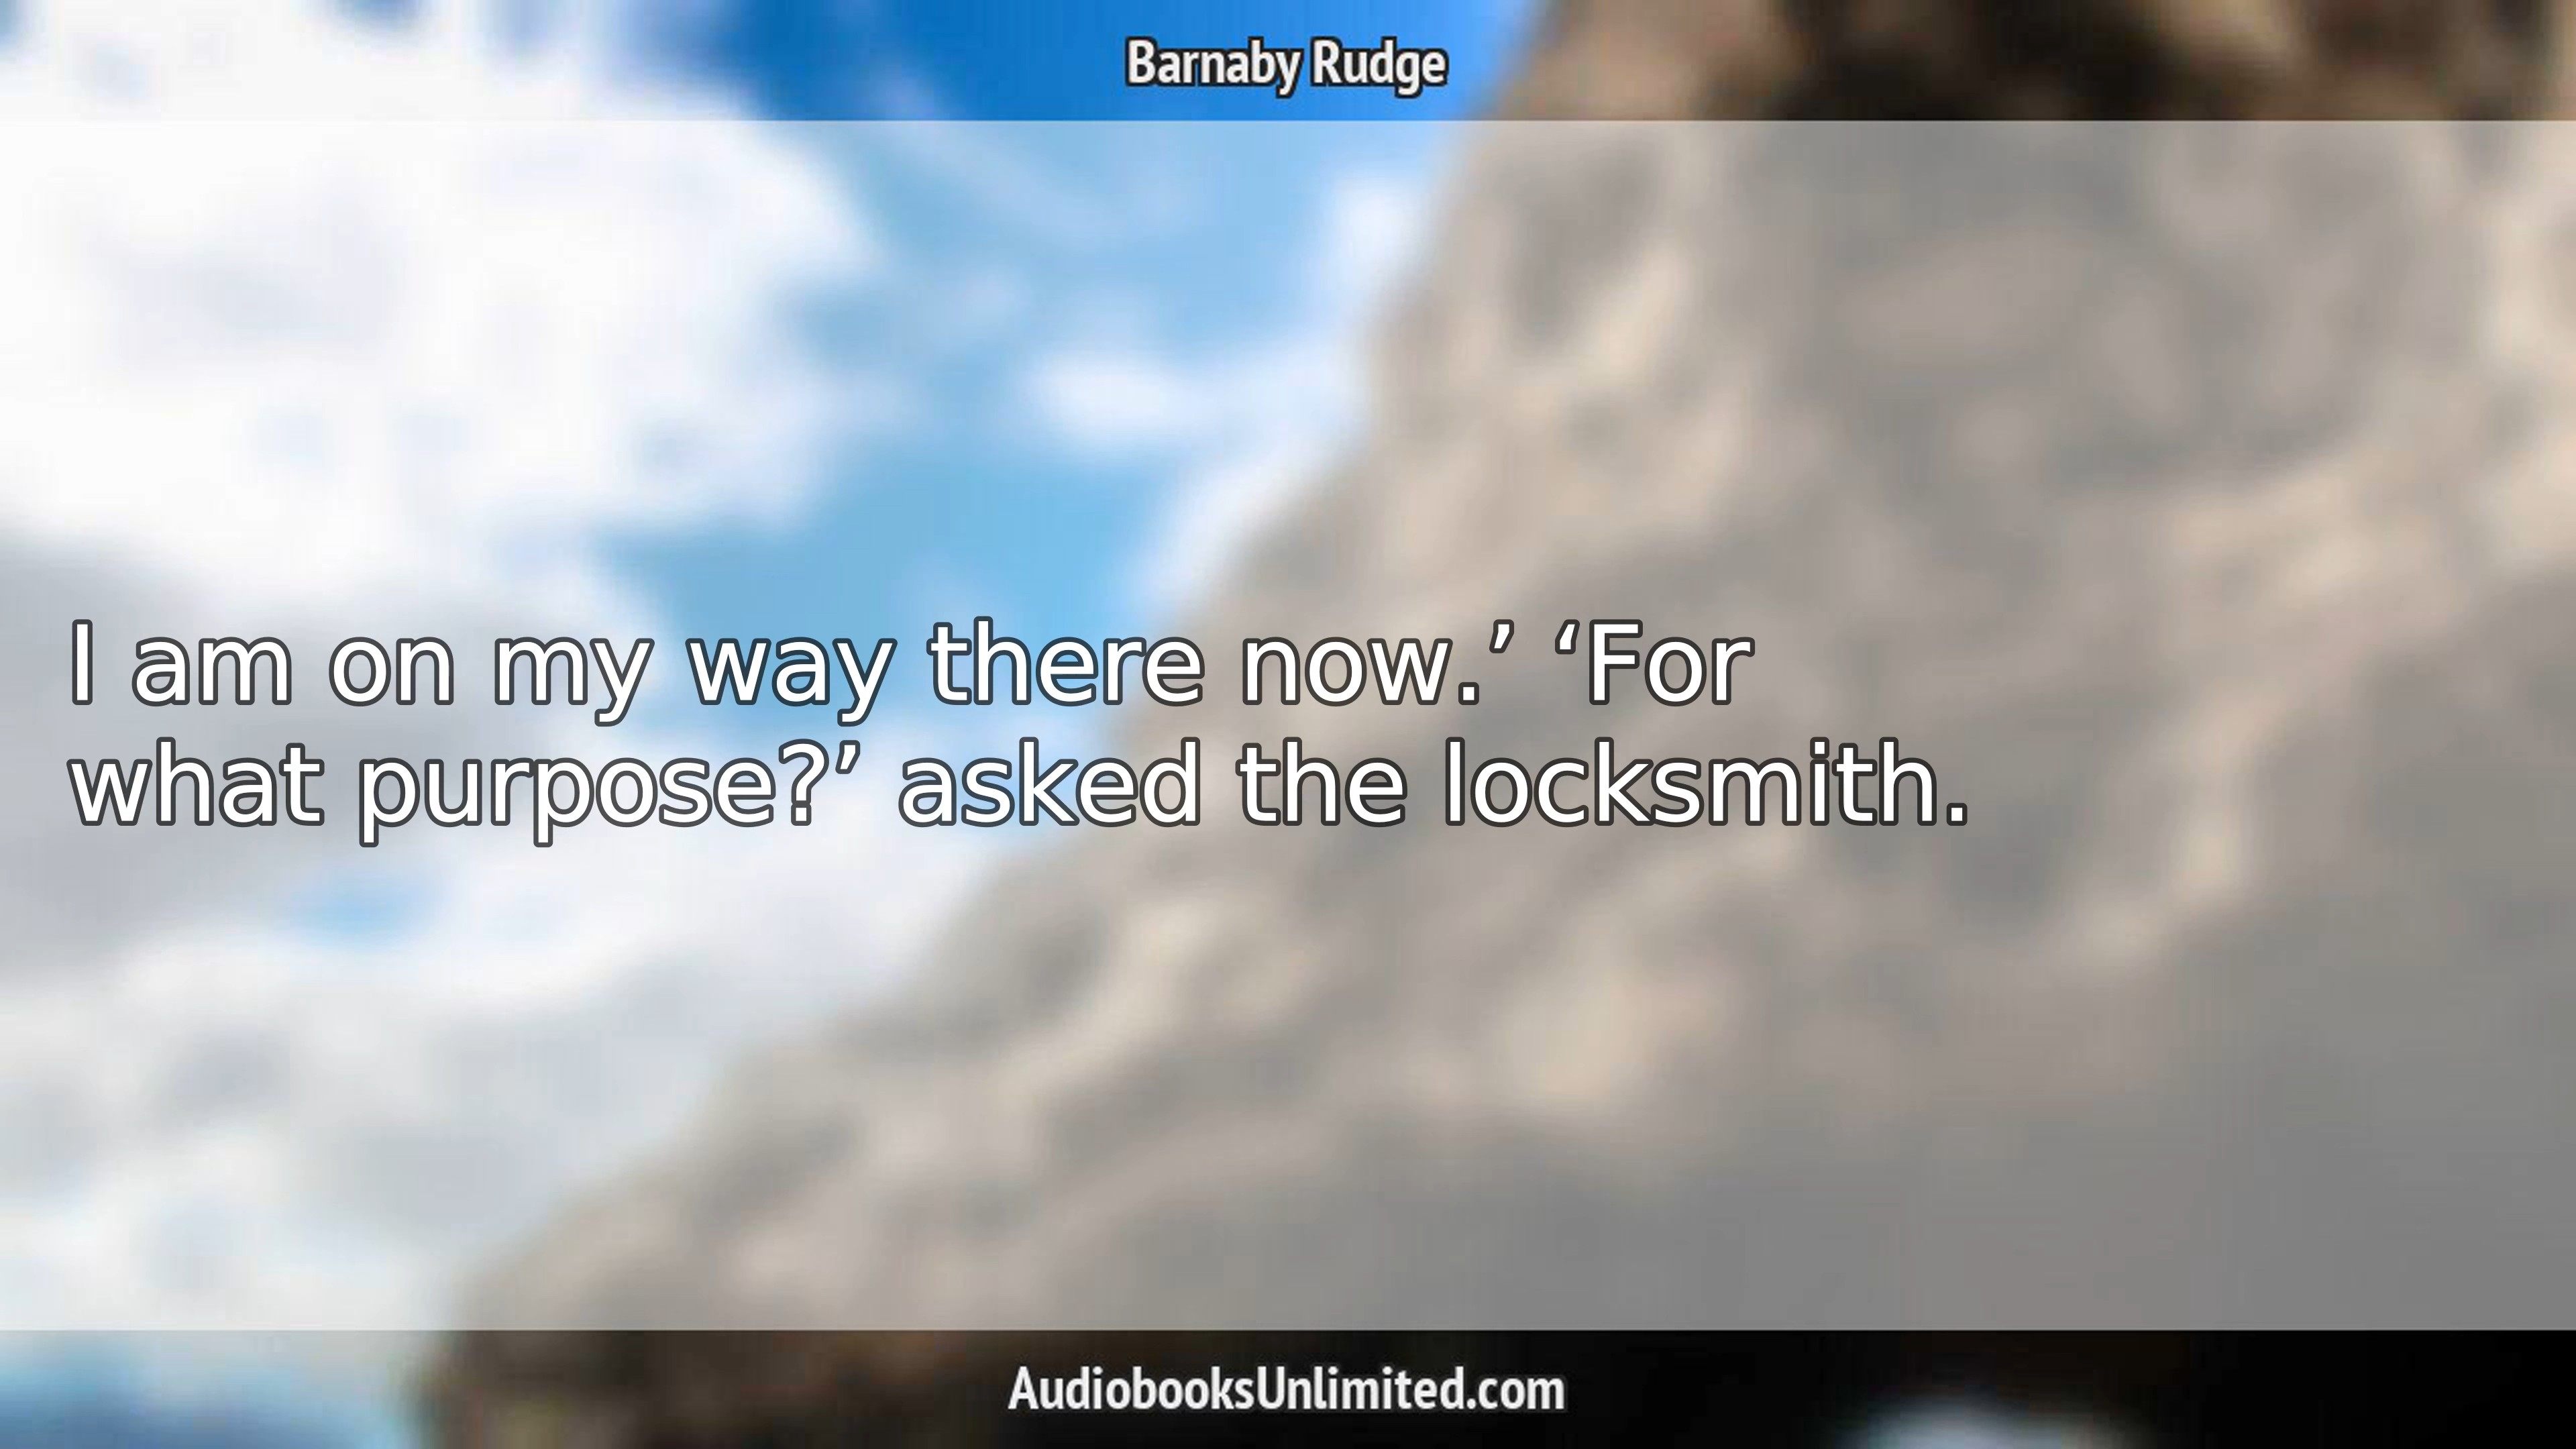 Barnaby Rudge
I am on my way there now.’ ‘For
what purpose?’ asked the locksmith.
AudiobooksUnlimited.com